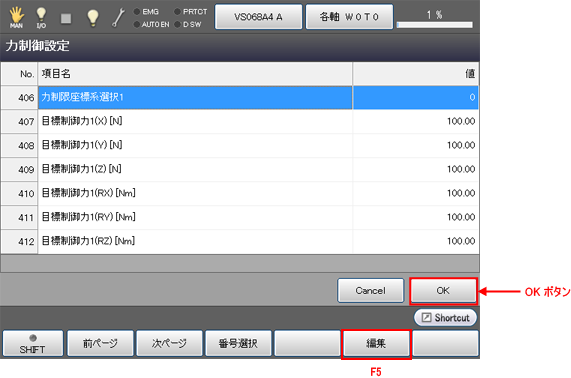 MAN I/O EMG PRTCT AUTO EN D SW VS068A4 A 各軸 W 0 T 0 1 %
力制御設定
No. 項目名 値
406 力制限座標系選択1 0
407 目標制御力1(X) [N] 100.00
408 目標制御力1(Y) [N] 100.00
409 目標制御力1(Z) [N] 100.00
410 目標制御力1(RX) [Nm] 100.00
411 目標制御力1(RY) [Nm] 100.00
412 目標制御力1(RZ) [Nm] 100.00
Cancel OK OK ボタン
Shortcut
SHIFT 前ページ 次ページ 番号選択 編集
F5